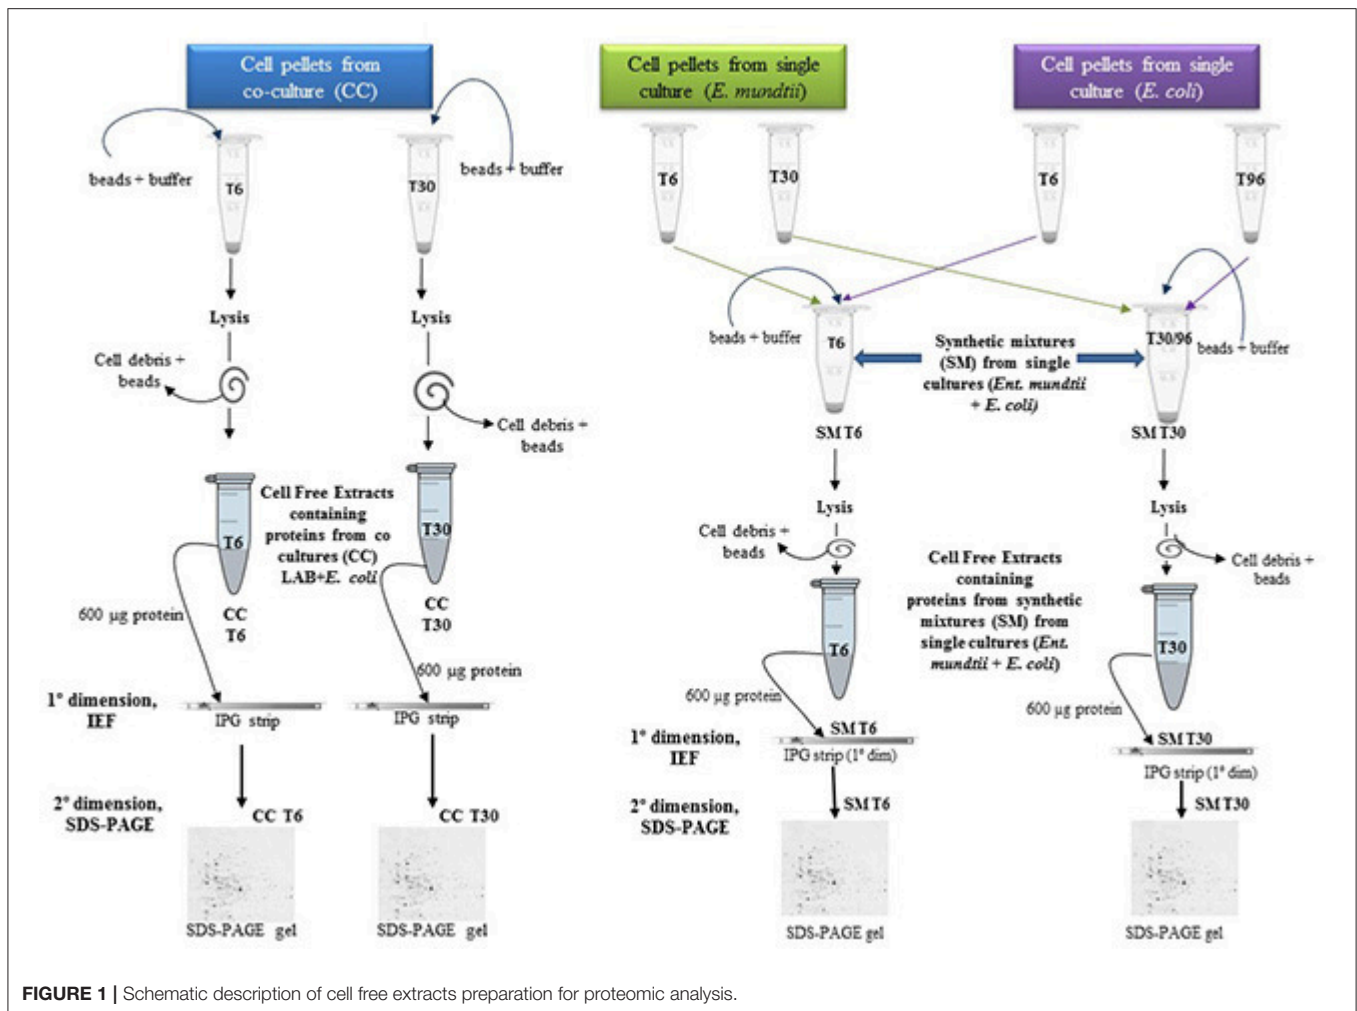 Cell pellets from
co-culture (CC)
beads + buffer
T6
T30
beads + buffer
Lysis
Lysis
Cell debris +
beads
Cell debris +
beads
T6
Cell Free Extracts
containing
proteins from co
cultures (CC)
LAB+E. coli
T30
600 µg protein
CC
T6
CC
T30
600 µg protein
1º dimension,
IEF
IPG strip
IPG strip
2º dimension,
SDS-PAGE
CC T6
CC T30
SDS-PAGE gel
SDS-PAGE gel
Cell pellets from single
culture (E. mundtii)
Cell pellets from single
culture (E. coli)
T6
T30
T6
T96
beads + buffer
T6
Synthetic mixtures
(SM) from single
cultures (Ent. mundtii
+ E. coli)
T30/96
beads + buffer
SM T6
SM T30
Lysis
Lysis
Cell debris +
beads
Cell debris +
beads
T6
Cell Free Extracts
containing
proteins from synthetic
mixtures (SM) from
single cultures (Ent.
mundtii + E. coli)
T30
600 µg protein
600 µg protein
1º dimension,
IEF
SM T6
IPG strip (1º dim)
SM T30
IPG strip (1º dim)
2º dimension,
SDS-PAGE
SM T6
SM T30
SDS-PAGE gel
SDS-PAGE gel
FIGURE 1 | Schematic description of cell free extracts preparation for proteomic analysis.